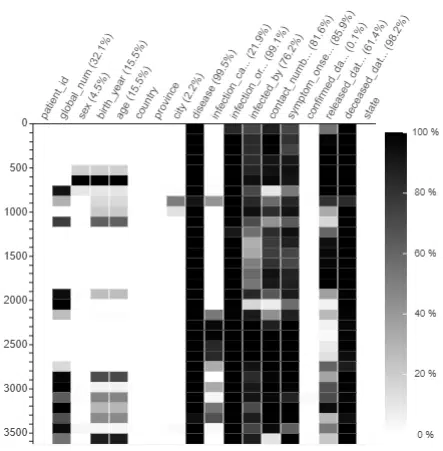 patient_id
global_num (32.1%)
sex (4.5%)
birth_year (15.5%)
age (15.5%)
country
province
city (2.2%)
disease (99.5%)
infection_ca... (21.9%)
infection_or... (99.1%)
infected_by (76.2%)
contact_numb... (81.6%)
symptom_onse... (85.9%)
confirmed_da... (0.1%)
released_dat... (61.4%)
deceased_dat... (98.2%)
state
0
500
1000
1500
2000
2500
3000
3500
100 %
80 %
60 %
40 %
20 %
0 %